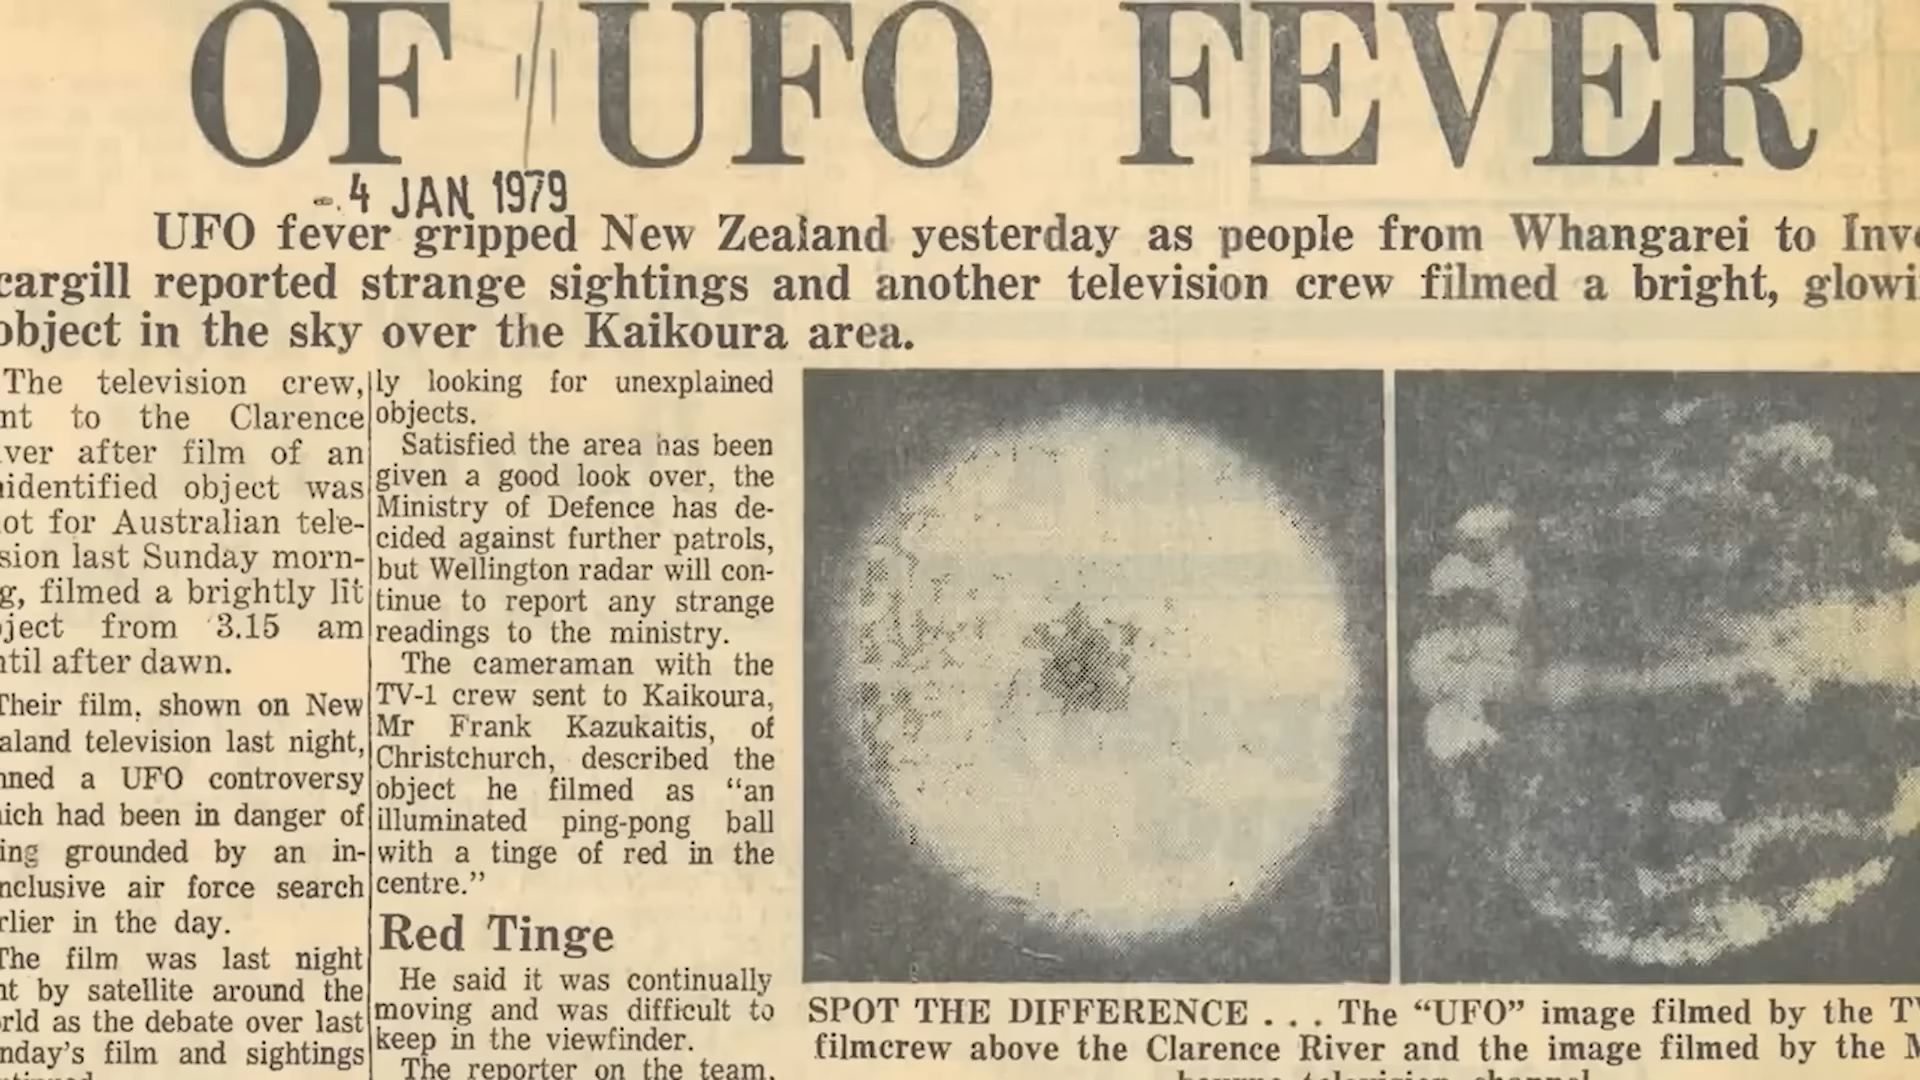 OF UFO FEVER
-4 JAN 1979
UFO fever gripped New Zealand yesterday as people from Whangarei to Inve
cargill reported strange sightings and another television crew filmed a bright, glowi
object in the sky over the Kaikoura area.
The television crew,
nt to the Clarence
ver after film of an
identified object was
ot for Australian tele-
sion last Sunday morn-
g, filmed a brightly lit
ject from 3.15 am
ntil after dawn.
Their film, shown on New
aland television last night,
nned a UFO controversy
ich had been in danger of
ing grounded by an in-
nclusive air force search
rlier in the day.
The film was last night
nt by satellite around the
rld as the debate over last
nday's film and sightings
ly looking for unexplained
objects.
Satisfied the area has been
given a good look over, the
Ministry of Defence has de-
cided against further patrols,
but Wellington radar will con-
tinue to report any strange
readings to the ministry.
The cameraman with the
TV-1 crew sent to Kaikoura,
Mr Frank Kazukaitis, of
Christchurch, described the
object he filmed as “an
illuminated ping-pong ball
with a tinge of red in the
centre.”
Red Tinge
He said it was continually
moving and was difficult to
keep in the viewfinder.
The reporter on the team,
SPOT THE DIFFERENCE . . . The “UFO” image filmed by the TV
filmcrew above the Clarence River and the image filmed by the M
bourne television channel.